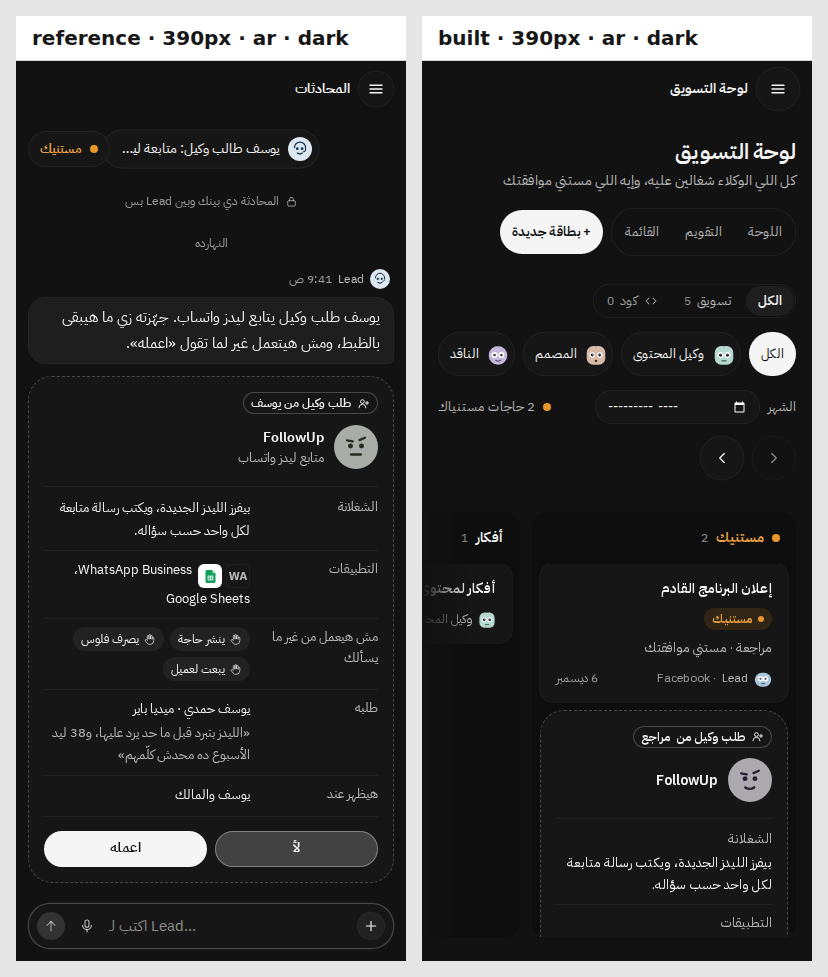 reference · 390px · ar · dark
المحادثات
يوسف طالب وكيل: متابعة ليـ...
مستنيك
المحادثة دي بينك وبين Lead بس
النهارده
Lead 9:41 ص
يوسف طلب وكيل يتابع ليدز واتساب. جهّزته زي ما هيبقى
بالظبط، ومش هيتعمل غير لما تقول «اعمله».
طلب وكيل من يوسف
FollowUp
متابع ليدز واتساب
الشغلانة
بيفرز الليدز الجديدة، ويكتب رسالة متابعة
لكل واحد حسب سؤاله.
التطبيقات
WA WhatsApp Business،
Google Sheets
مش هيعمل من غير ما
يسألك
ينشر حاجة
يصرف فلوس
يبعت لعميل
طلبه
يوسف حمدي · ميديا باير
«الليدز بتبرد قبل ما حد يرد عليها، و38 ليد
الأسبوع ده محدش كلّمهم»
هيظهر عند
يوسف والمالك
لأ
اعمله
اكتب لـ Lead...
built · 390px · ar · dark
لوحة التسويق
لوحة التسويق
كل اللي الوكلاء شغالين عليه، وإيه اللي مستني موافقتك
اللوحة
التقويم
القائمة
+ بطاقة جديدة
الكل
تسويق 5
كود 0
الكل
وكيل المحتوى
المصمم
الناقد
الشهر
--------- ----
2 حاجات مستنياك
مستنيك 2
إعلان البرنامج القادم
مستنيك
مراجعة · مستني موافقتك
Lead · Facebook
6 ديسمبر
طلب وكيل من مراجع
FollowUp
الشغلانة
بيفرز الليدز الجديدة، ويكتب رسالة متابعة
لكل واحد حسب سؤاله.
التطبيقات
أفكار 1
أفكار لمحتوى
وكيل المح